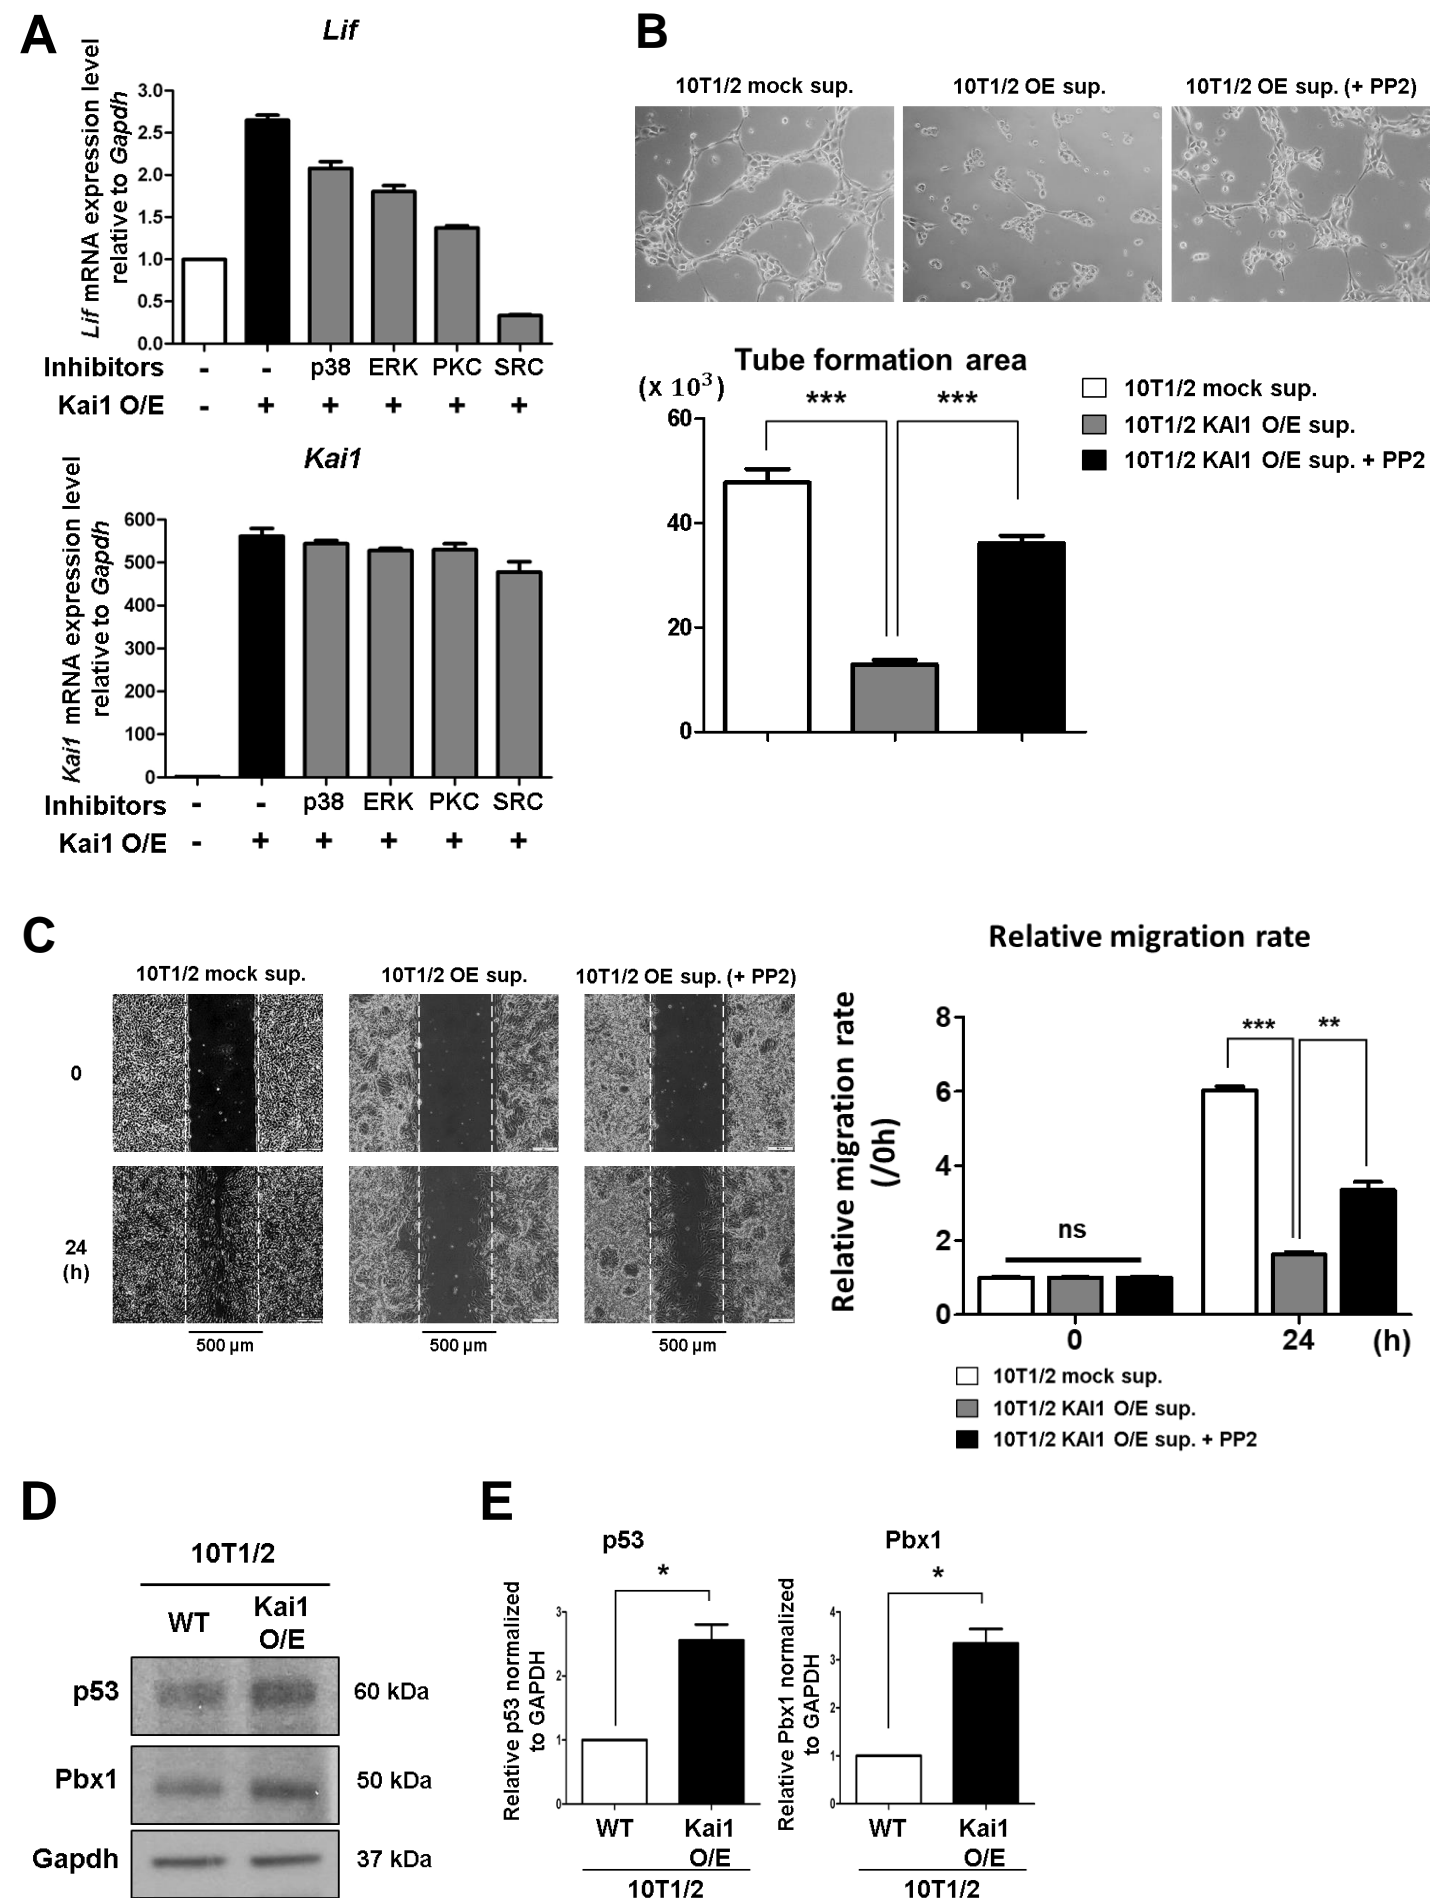 A
Lif
Lif mRNA expression level
relative to Gapdh
3.0
2.5
2.0
1.5
1.0
0.5
0.0
Inhibitors - - p38 ERK PKC SRC
Kai1 O/E - + + + + +
Kai1
Kai1 mRNA expression level
relative to Gapdh
600
500
400
300
200
100
0
Inhibitors - - p38 ERK PKC SRC
Kai1 O/E - + + + + +
B
10T1/2 mock sup. 10T1/2 OE sup. 10T1/2 OE sup. (+ PP2)
Tube formation area
(x 10³)
60
40
20
0
*** ***
10T1/2 mock sup.
10T1/2 KAI1 O/E sup.
10T1/2 KAI1 O/E sup. + PP2
C
10T1/2 mock sup. 10T1/2 OE sup. 10T1/2 OE sup. (+ PP2)
0
24
(h)
500 µm 500 µm 500 µm
Relative migration rate
Relative migration rate
(/0h)
8
6
4
2
0
ns
*** **
0 24 (h)
10T1/2 mock sup.
10T1/2 KAI1 O/E sup.
10T1/2 KAI1 O/E sup. + PP2
D
10T1/2
WT Kai1
O/E
p53 60 kDa
Pbx1 50 kDa
Gapdh 37 kDa
E
p53
*
Relative p53 normalized
to GAPDH
3
2
1
0
WT Kai1
O/E
10T1/2
Pbx1
*
Relative Pbx1 normalized
to GAPDH
4
3
2
1
0
WT Kai1
O/E
10T1/2